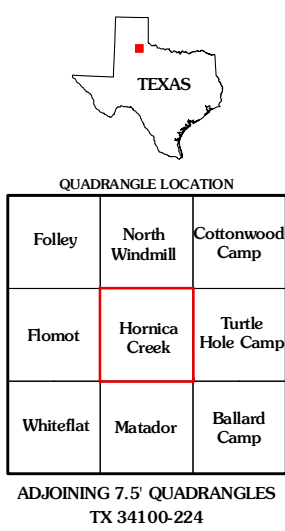 TEXAS
QUADRANGLE LOCATION
Folley
North
Windmill
Cottonwood
Camp
Flomot
Hornica
Creek
Turtle
Hole Camp
Whiteflat
Matador
Ballard
Camp
ADJOINING 7.5' QUADRANGLES
TX 34100-224